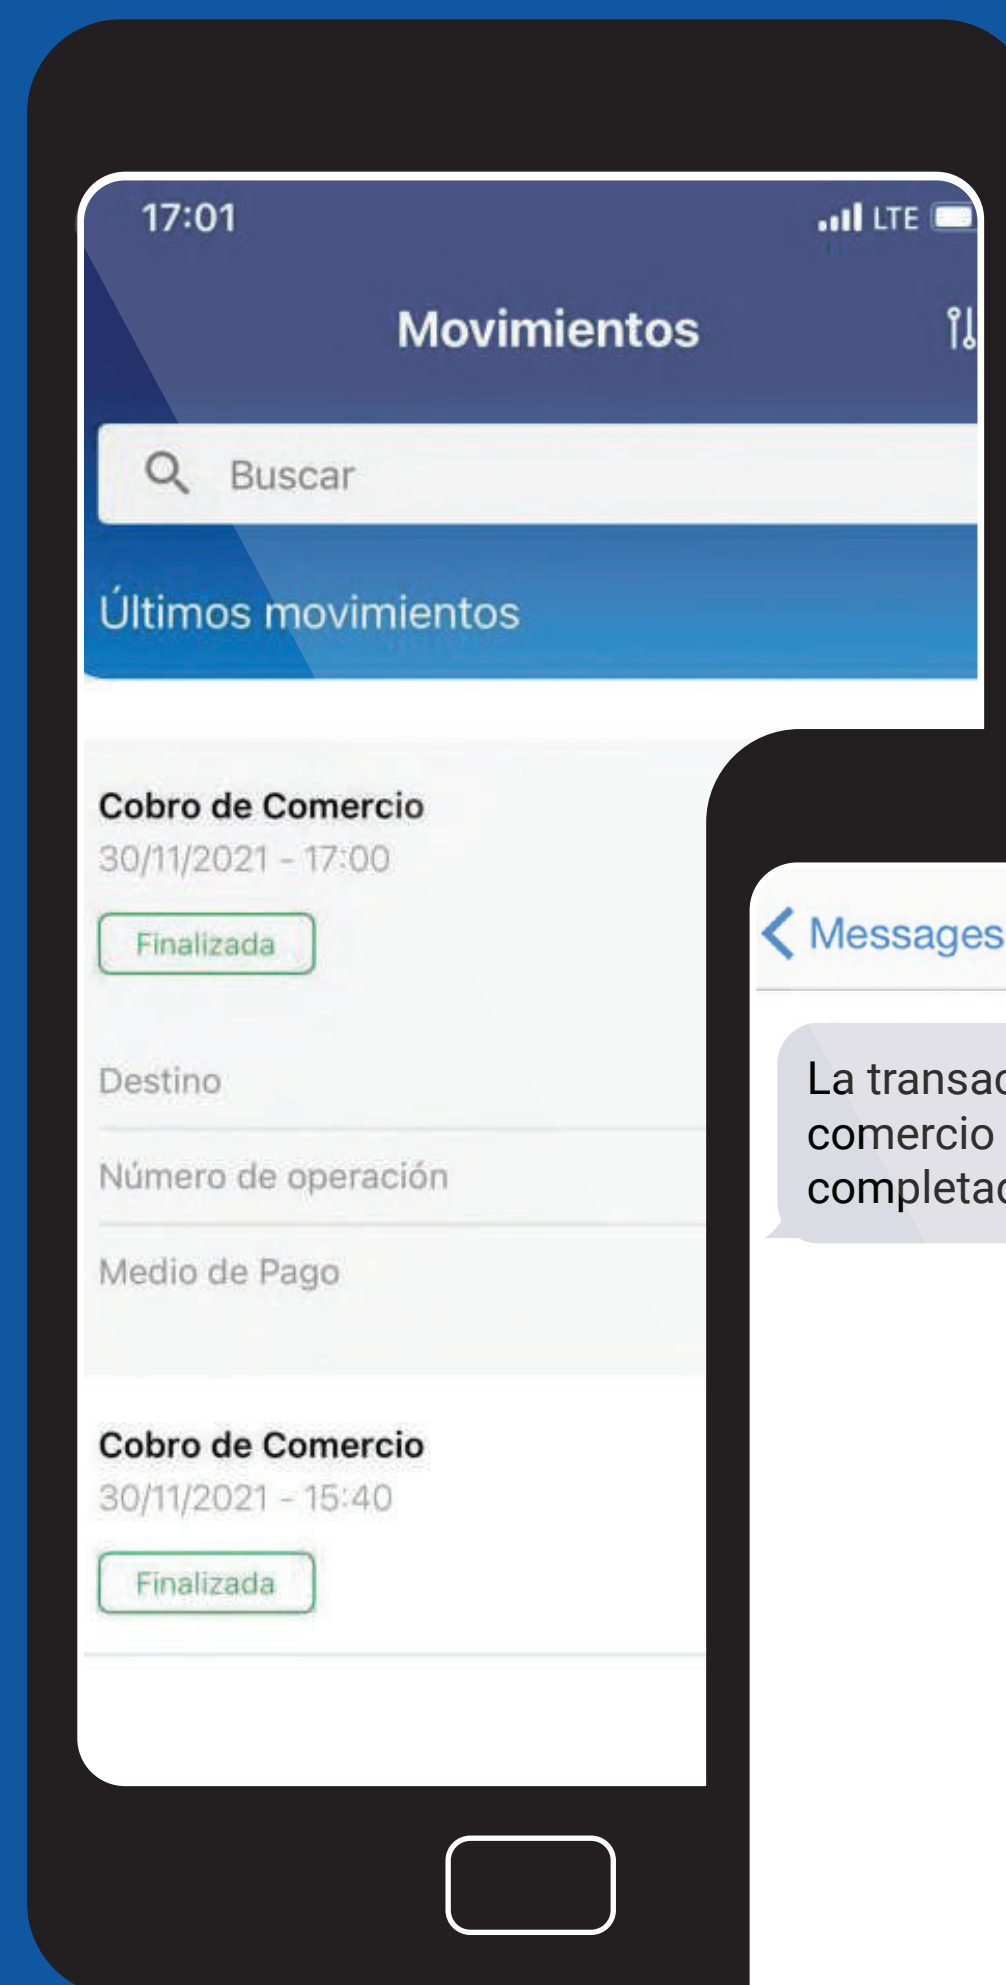 17:01
LTE
Movimientos
Buscar
Últimos movimientos
Cobro de Comercio
30/11/2021 - 17:00
Finalizada
Destino
Número de operación
Medio de Pago
Cobro de Comercio
30/11/2021 - 15:40
Finalizada
Messages
La
comercio